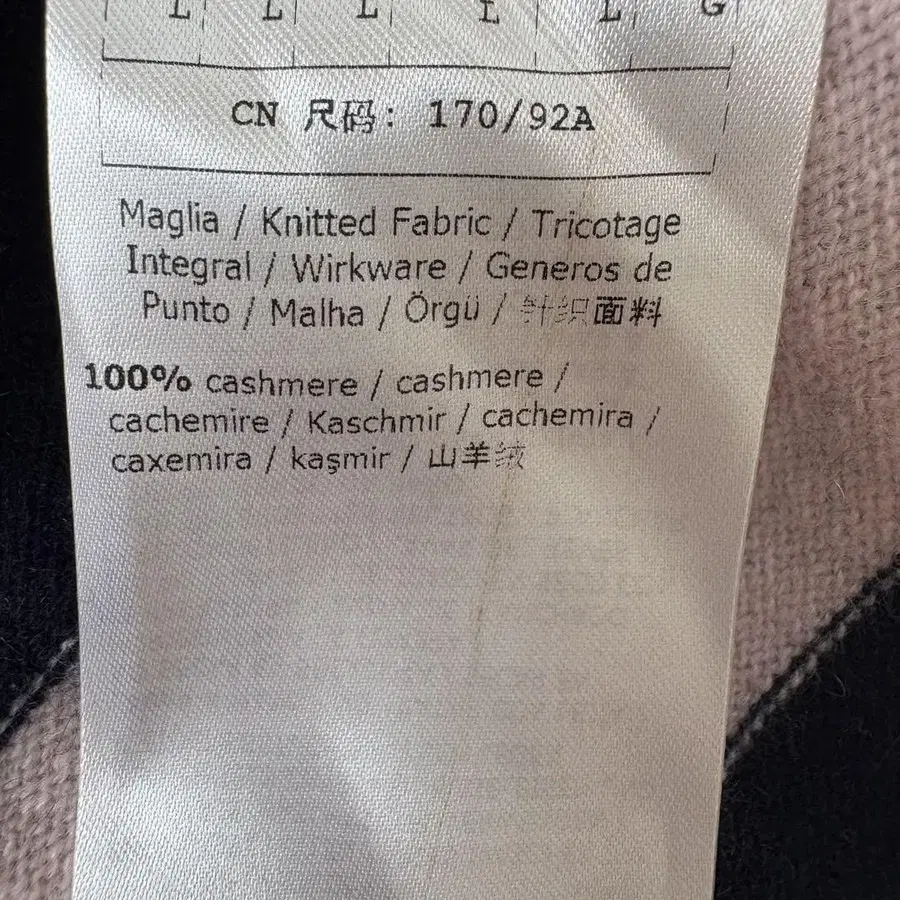 L L L L L G
CN 尺码: 170/92A
Maglia / Knitted Fabric / Tricotage
Integral / Wirkware / Generos de
Punto / Malha / Örgü / 针织面料
100% cashmere / cashmere /
cachemire / Kaschmir / cachemira /
caxemira / kaşmir / 山羊绒